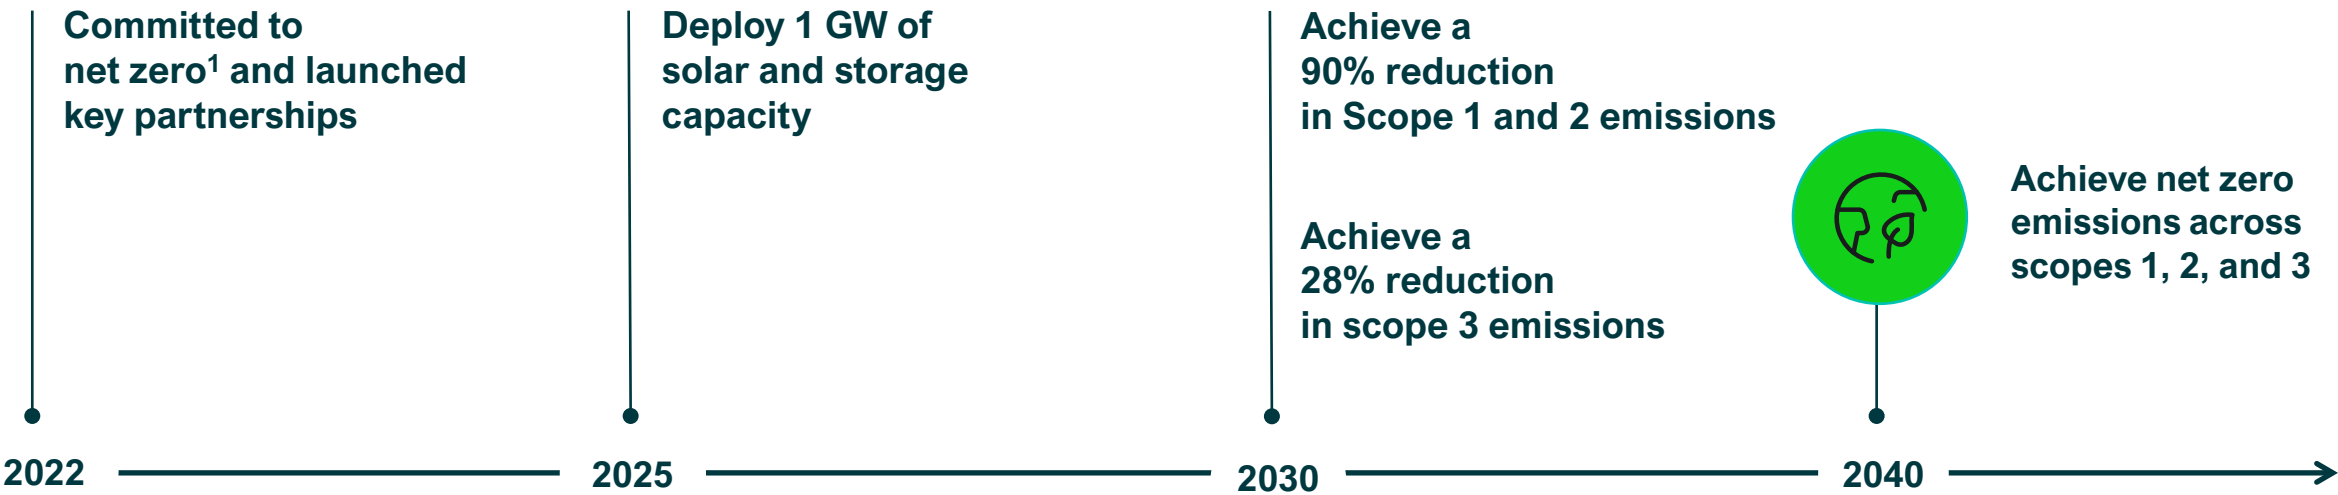 Committed to
net zero¹ and launched
key partnerships
Deploy 1 GW of
solar and storage
capacity
Achieve a
90% reduction
in Scope 1 and 2 emissions
Achieve a
28% reduction
in scope 3 emissions
Achieve net zero
emissions across
scopes 1, 2, and 3
2022
2025
2030
2040